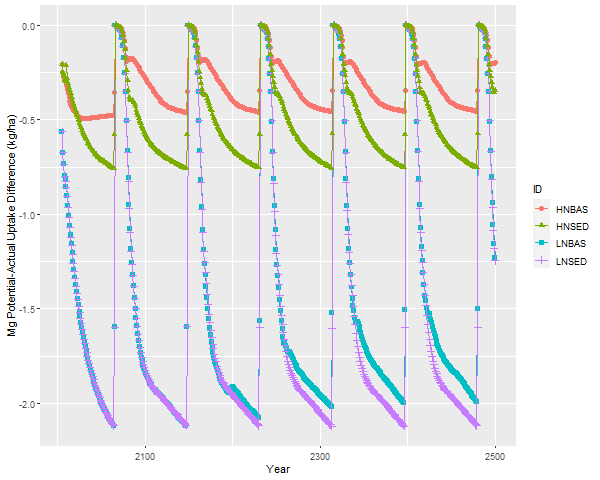 Mg Potential-Actual Uptake Difference (kg/ha)
0.0
-0.5
-1.0
-1.5
-2.0
2100
2300
2500
Year
ID
HNBAS
HNSED
LNBAS
LNSED